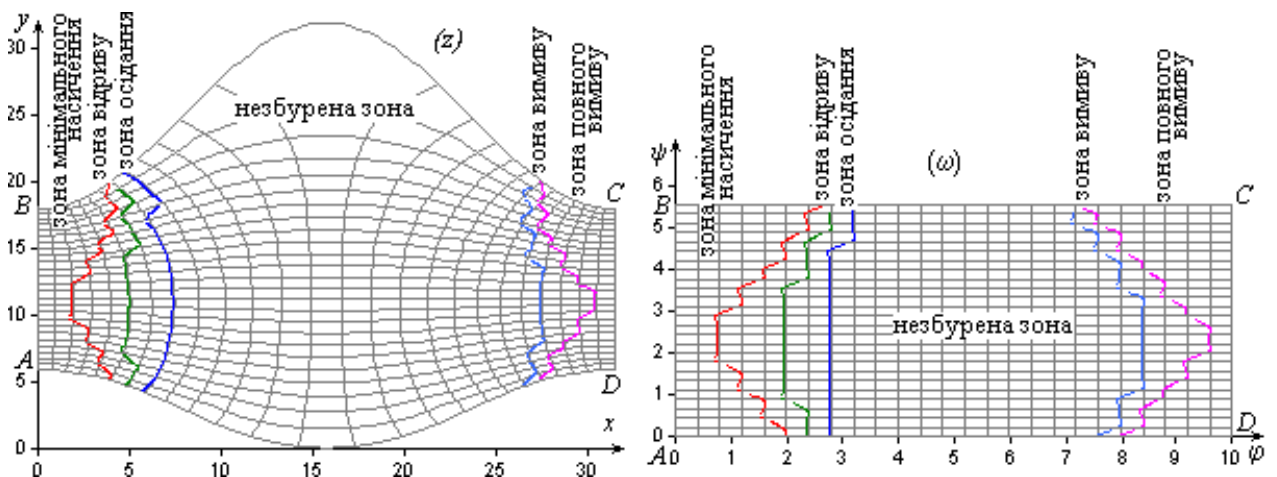 y
30
25
20
B
15
10
A
5
0
0
5
10
15
20
25
30
x
(z)
зона мінімального
насичення
зона відриву
зона осідання
незбурена зона
зона вимиву
зона повного
вимиву
C
D
ψ
6
B
5
4
3
2
1
0
A
0
1
2
3
4
5
6
7
8
9
10
φ
(ω)
зона мінімального
насичення
зона відриву
зона осідання
незбурена зона
зона вимиву
зона повного
вимиву
C
D